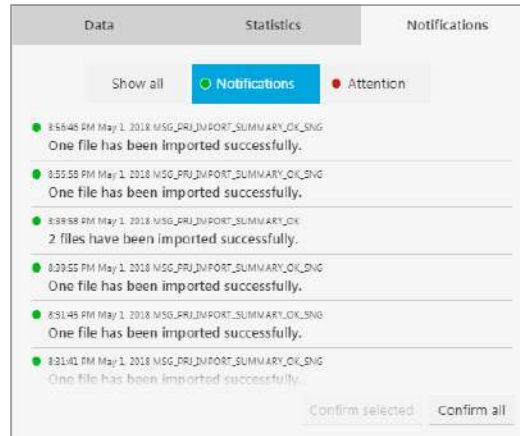 Data Statistics Notifications
Show all Notifications Attention
8:56:46 PM May 1, 2018 MSG_PRJ_IMPORT_SUMMARY_OK_SNG
One file has been imported successfully.
8:55:58 PM May 1, 2018 MSG_PRJ_IMPORT_SUMMARY_OK_SNG
One file has been imported successfully.
8:39:58 PM May 1, 2018 MSG_PRJ_IMPORT_SUMMARY_OK
2 files have been imported successfully.
8:39:55 PM May 1, 2018 MSG_PRJ_IMPORT_SUMMARY_OK_SNG
One file has been imported successfully.
8:31:45 PM May 1, 2018 MSG_PRJ_IMPORT_SUMMARY_OK_SNG
One file has been imported successfully.
8:31:41 PM May 1, 2018 MSG_PRJ_IMPORT_SUMMARY_OK_SNG
One file has been imported successfully.
Confirm selected Confirm all